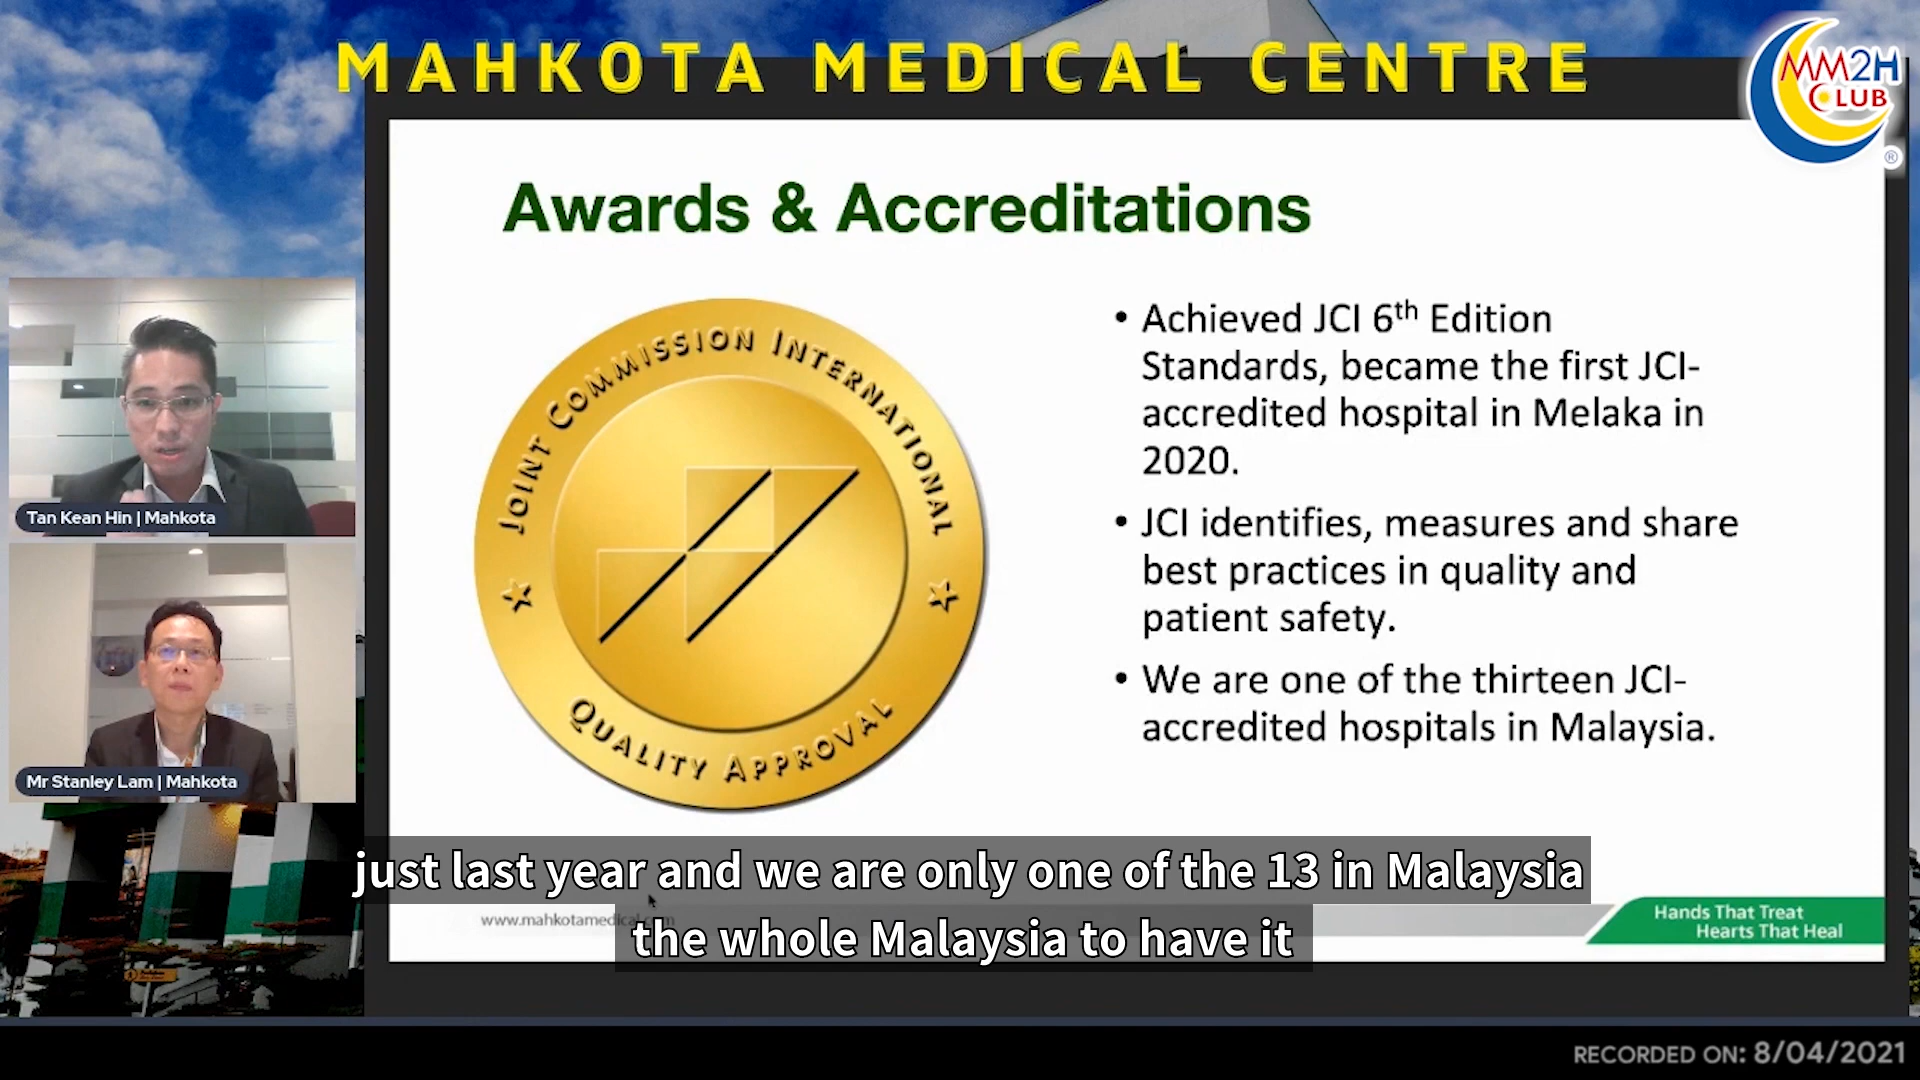 MAHKOTA MEDICAL CENTRE
MM2H
CLUB
®
Awards & Accreditations
JOINT COMMISSION INTERNATIONAL
QUALITY APPROVAL
• Achieved JCI 6th Edition
Standards, became the first JCI-
accredited hospital in Melaka in
2020.
• JCI identifies, measures and share
best practices in quality and
patient safety.
• We are one of the thirteen JCI-
accredited hospitals in Malaysia.
Tan Kean Hin | Mahkota
Mr Stanley Lam | Mahkota
just last year and we are only one of the 13 in Malaysia
the whole Malaysia to have it
www.mahkotamedical.com
Hands That Treat
Hearts That Heal
RECORDED ON: 8/04/2021